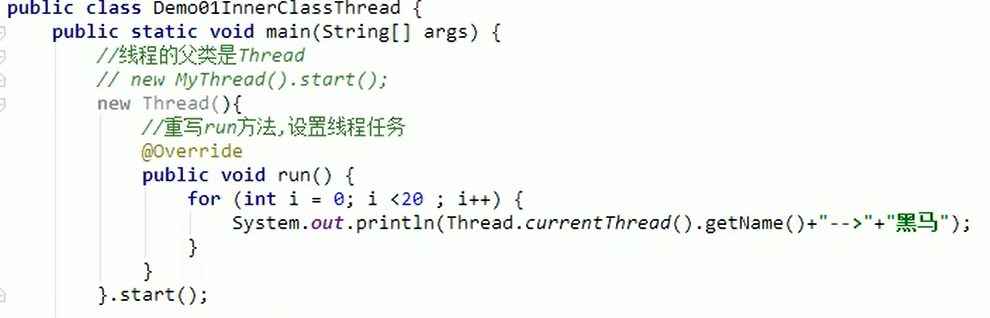 public class Demo01InnerClassThread {
public static void main(String[] args) {
//线程的父类是Thread
// new MyThread().start();
new Thread(){
//重写run方法,设置线程任务
@Override
public void run() {
for (int i = 0; i <20 ; i++) {
System.out.println(Thread.currentThread().getName()+"-->"+"黑马");
}
}
}.start();